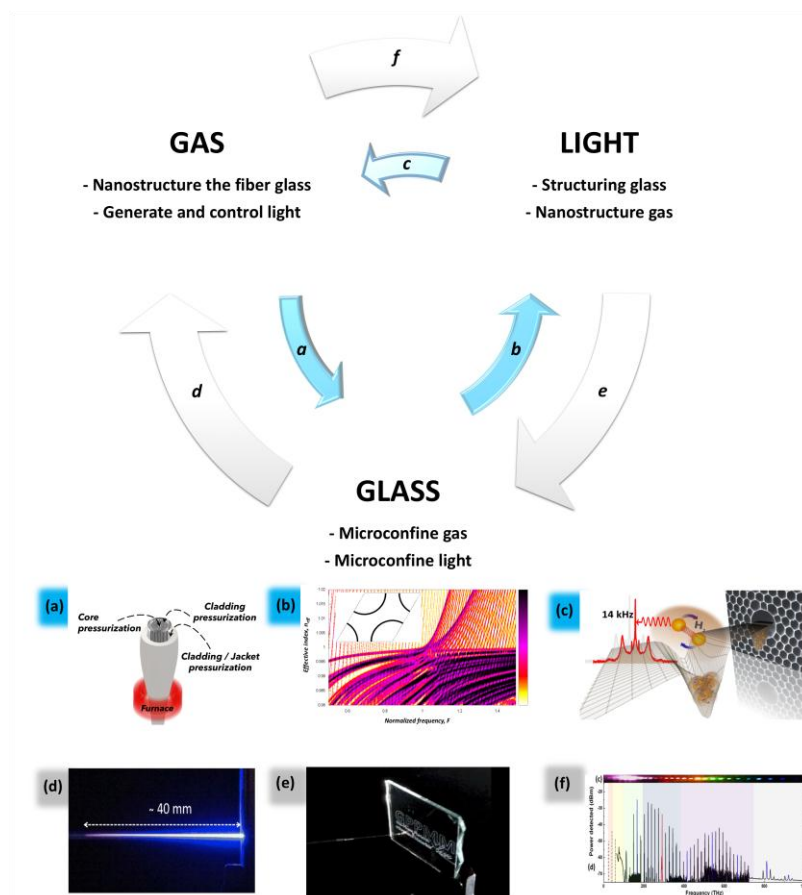 f
GAS
LIGHT
c
- Nanostructure the fiber glass
- Generate and control light
- Structuring glass
- Nanostructure gas
a
b
d
e
GLASS
- Microconfine gas
- Microconfine light
(a)
Core
pressurization
Cladding
pressurization
Cladding / Jacket
pressurization
Furnace
(b)
Effective index, n
Normalized frequency, F
(c)
14 kHz
H
(d)
~ 40 mm
(e)
(f)
(c)
Power detected (dBm)
(d)
Frequency (THz)